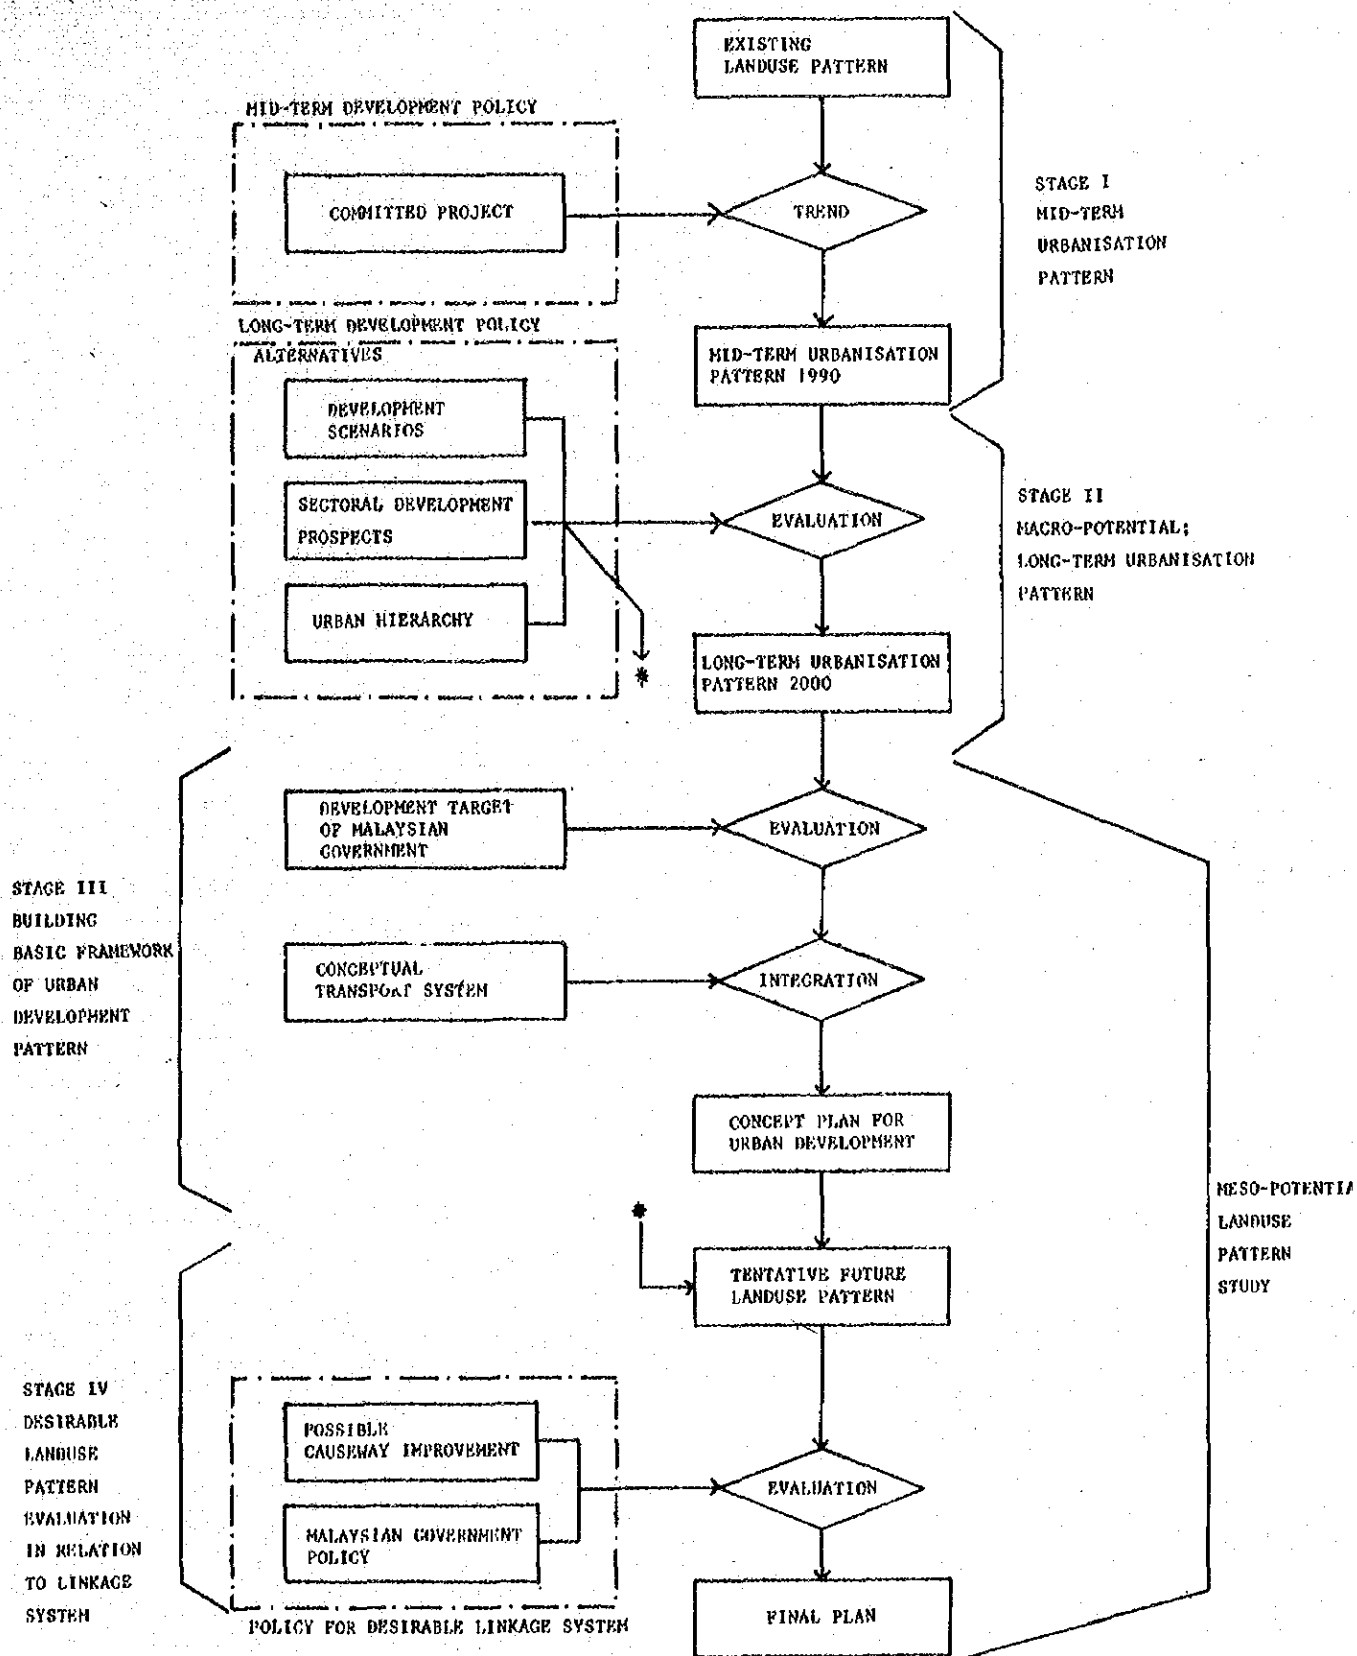 EXISTING
LANDUSE PATTERN
MID-TERM DEVELOPMENT POLICY
COMMITTED PROJECT
TREND
STAGE I
MID-TERM
URBANISATION
PATTERN
LONG-TERM DEVELOPMENT POLICY
ALTERNATIVES
MID-TERM URBANISATION
PATTERN 1990
DEVELOPMENT
SCENARIOS
SECTORAL DEVELOPMENT
PROSPECTS
EVALUATION
STAGE II
MACRO-POTENTIAL;
LONG-TERM URBANISATION
PATTERN
URBAN HIERARCHY
*
LONG-TERM URBANISATION
PATTERN 2000
DEVELOPMENT TARGET
OF MALAYSIAN
GOVERNMENT
EVALUATION
STAGE III
BUILDING
BASIC FRAMEWORK
OF URBAN
DEVELOPMENT
PATTERN
CONCEPTUAL
TRANSPORT SYSTEM
INTEGRATION
CONCEPT PLAN FOR
URBAN DEVELOPMENT
MESO-POTENTIA
LANDUSE
PATTERN
STUDY
*
TENTATIVE FUTURE
LANDUSE PATTERN
STAGE IV
DESIRABLE
LANDUSE
PATTERN
EVALUATION
IN RELATION
TO LINKAGE
SYSTEM
POSSIBLE
CAUSEWAY IMPROVEMENT
MALAYSIAN GOVERNMENT
POLICY
EVALUATION
POLICY FOR DESIRABLE LINKAGE SYSTEM
FINAL PLAN